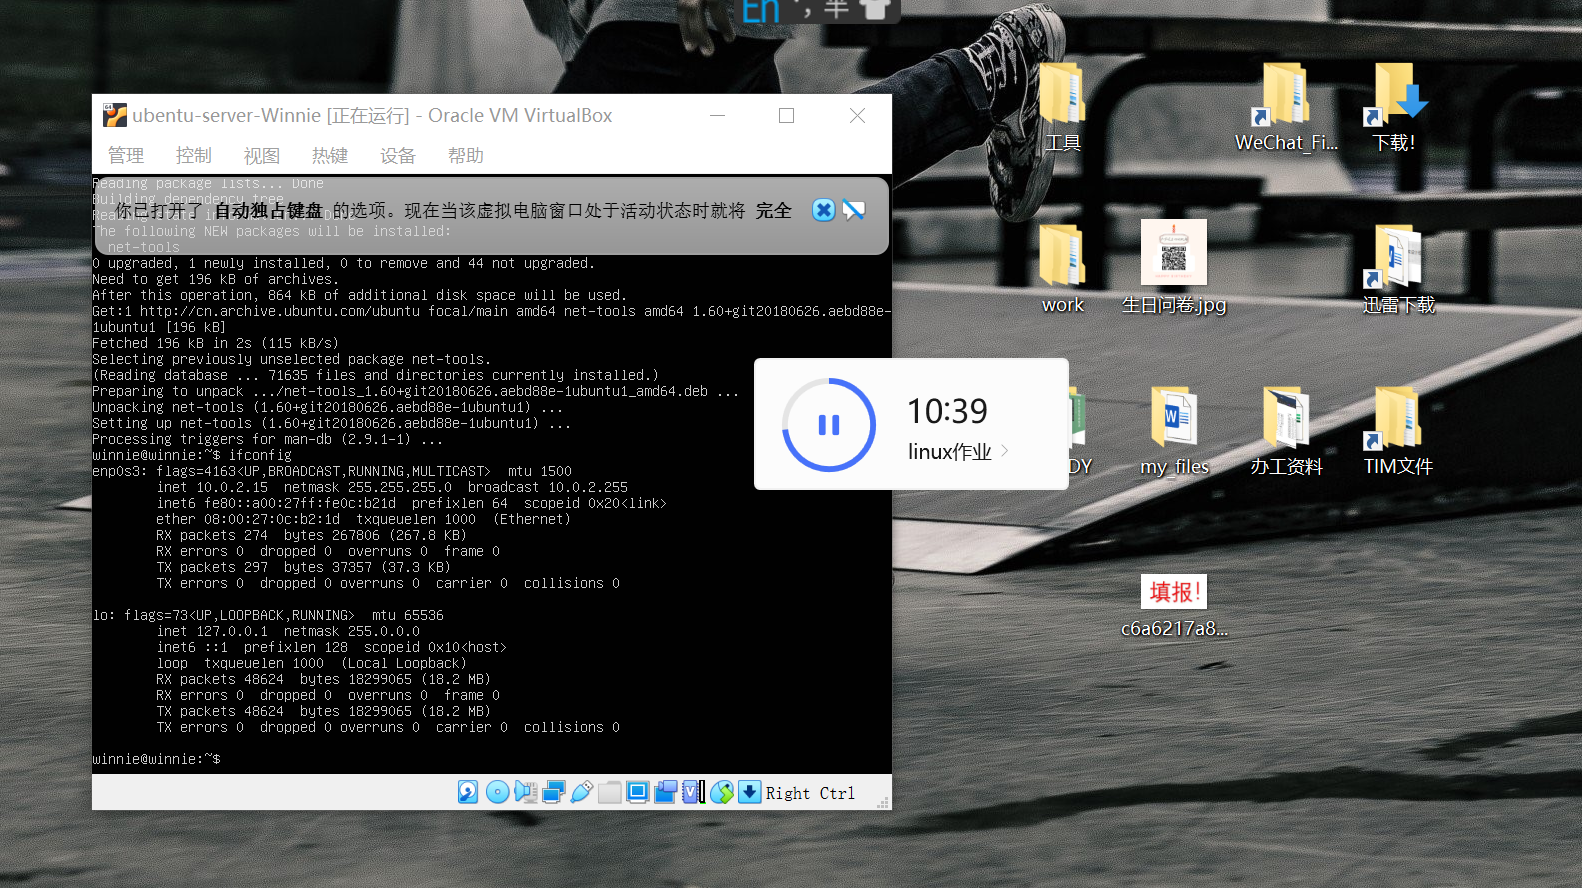 En 半
ubentu-server-Winnie [正在运行] - Oracle VM VirtualBox
管理 控制 视图 热键 设备 帮助
Reading package lists... Done
Building dependency tree
你已打开了 自动独占键盘 的选项。现在当该虚拟电脑窗口处于活动状态时就将 完全
The following NEW packages will be installed:
net-tools
0 upgraded, 1 newly installed, 0 to remove and 44 not upgraded.
Need to get 196 kB of archives.
After this operation, 864 kB of additional disk space will be used.
Get:1 http://cn.archive.ubuntu.com/ubuntu focal/main amd64 net-tools amd64 1.60+git20180626.aebd88e-
1ubuntu1 [196 kB]
Fetched 196 kB in 2s (115 kB/s)
Selecting previously unselected package net-tools.
(Reading database ... 71635 files and directories currently installed.)
Preparing to unpack .../net-tools_1.60+git20180626.aebd88e-1ubuntu1_amd64.deb ...
Unpacking net-tools (1.60+git20180626.aebd88e-1ubuntu1) ...
Setting up net-tools (1.60+git20180626.aebd88e-1ubuntu1) ...
Processing triggers for man-db (2.9.1-1) ...
winnie@winnie:~$ ifconfig
enp0s3: flags=4163<UP,BROADCAST,RUNNING,MULTICAST> mtu 1500
inet 10.0.2.15 netmask 255.255.255.0 broadcast 10.0.2.255
inet6 fe80::a00:27ff:fe0c:b21d prefixlen 64 scopeid 0x20<link>
ether 08:00:27:0c:b2:1d txqueuelen 1000 (Ethernet)
RX packets 274 bytes 267806 (267.8 KB)
RX errors 0 dropped 0 overruns 0 frame 0
TX packets 297 bytes 37357 (37.3 KB)
TX errors 0 dropped 0 overruns 0 carrier 0 collisions 0
lo: flags=73<UP,LOOPBACK,RUNNING> mtu 65536
inet 127.0.0.1 netmask 255.0.0.0
inet6 ::1 prefixlen 128 scopeid 0x10<host>
loop txqueuelen 1000 (Local Loopback)
RX packets 48624 bytes 18299065 (18.2 MB)
RX errors 0 dropped 0 overruns 0 frame 0
TX packets 48624 bytes 18299065 (18.2 MB)
TX errors 0 dropped 0 overruns 0 carrier 0 collisions 0
winnie@winnie:~$
Right Ctrl
10:39
linux作业
工具
WeChat_Fi...
下载!
work
生日问卷.jpg
迅雷下载
DY
my_files
办工资料
TIM文件
填报!
c6a6217a8...